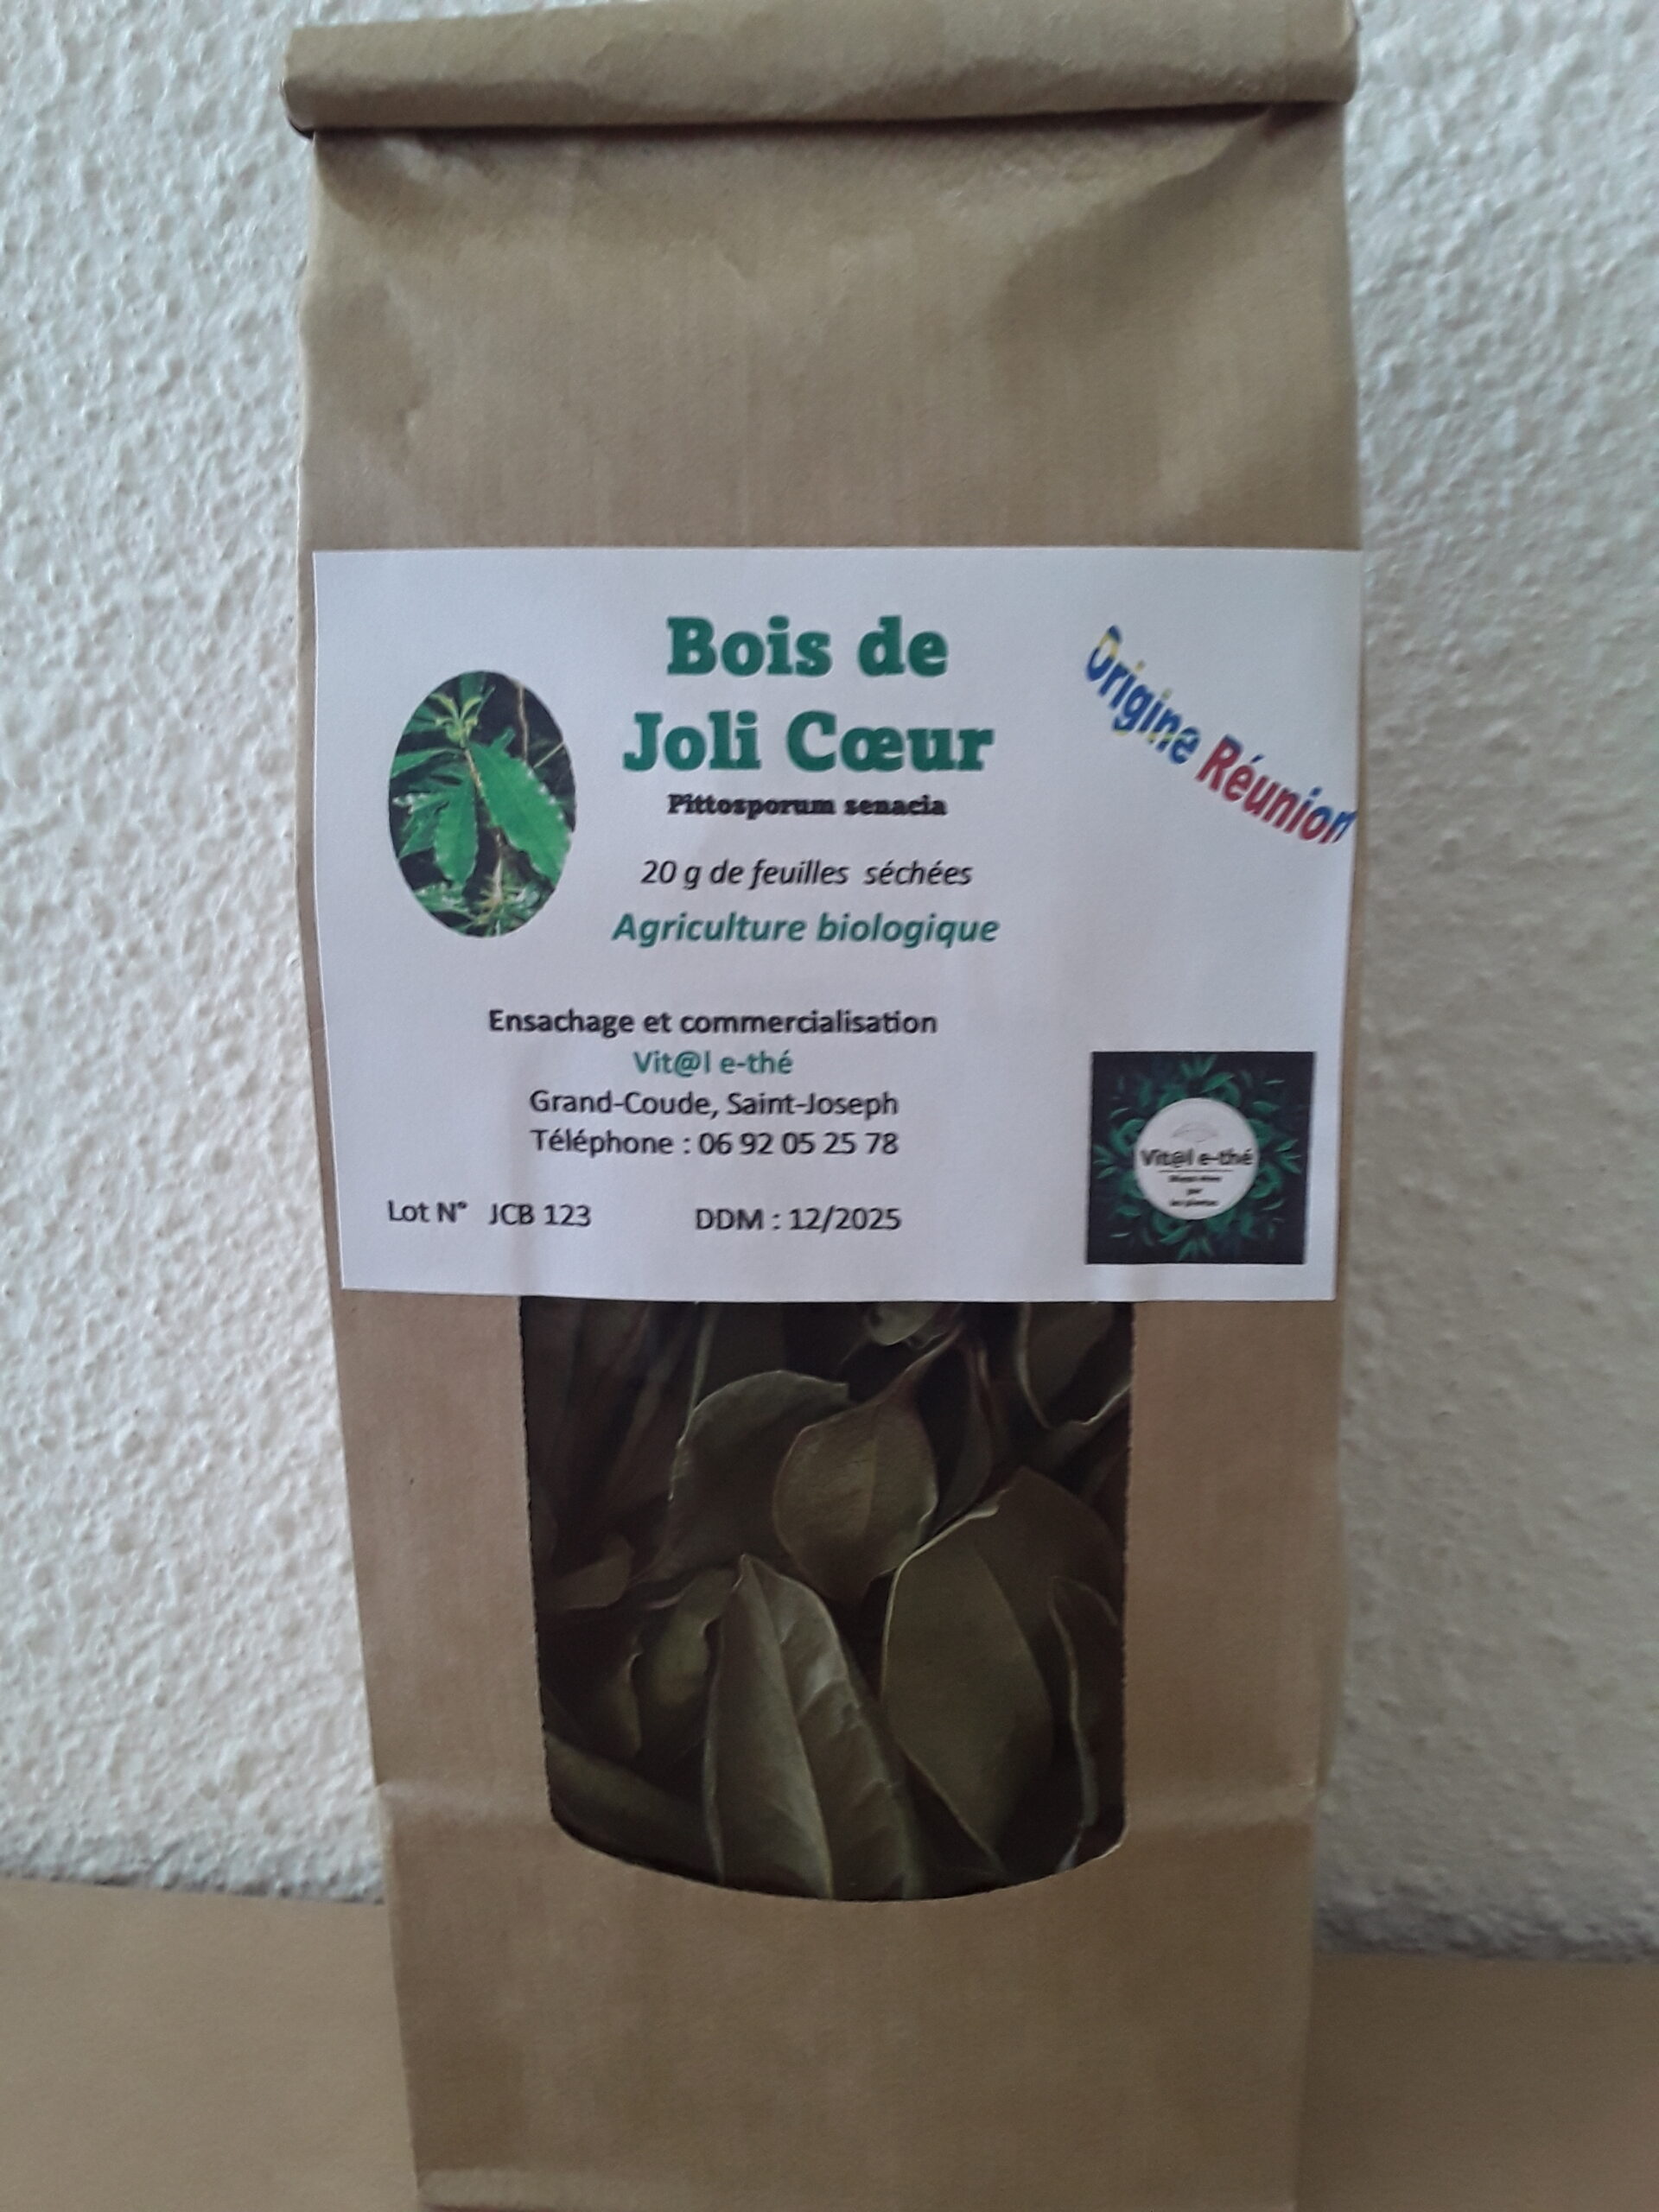 Bois de
Joli Cœur
Pittosporum senacia
Origine Réunion
20 g de feuilles séchées
Agriculture biologique
Ensachage et commercialisation
Vit@l e-thé
Grand-Coude, Saint-Joseph
Téléphone : 06 92 05 25 78
Lot N° JCB 123 DDM : 12/2025
Vit@l e-thé
par